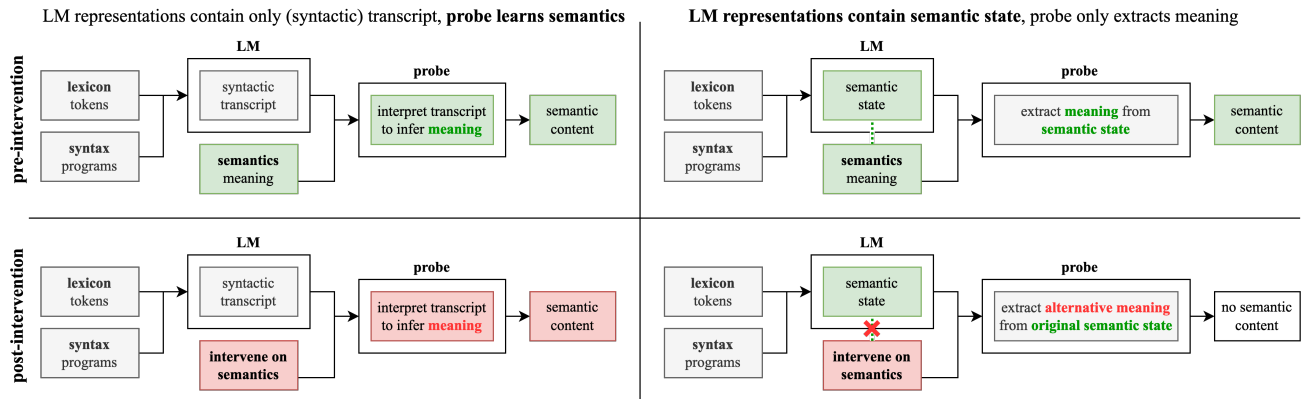 LM representations contain only (syntactic) transcript, probe learns semantics
LM representations contain semantic state, probe only extracts meaning
pre-intervention
LM
lexicon
tokens
syntactic
transcript
syntax
programs
semantics
meaning
probe
interpret transcript
to infer meaning
semantic
content
LM
lexicon
tokens
semantic
state
syntax
programs
semantics
meaning
probe
extract meaning from
semantic state
semantic
content
post-intervention
LM
lexicon
tokens
syntactic
transcript
syntax
programs
intervene on
semantics
probe
interpret transcript
to infer meaning
semantic
content
LM
lexicon
tokens
semantic
state
syntax
programs
intervene on
semantics
probe
extract alternative meaning
from original semantic state
no semantic
content